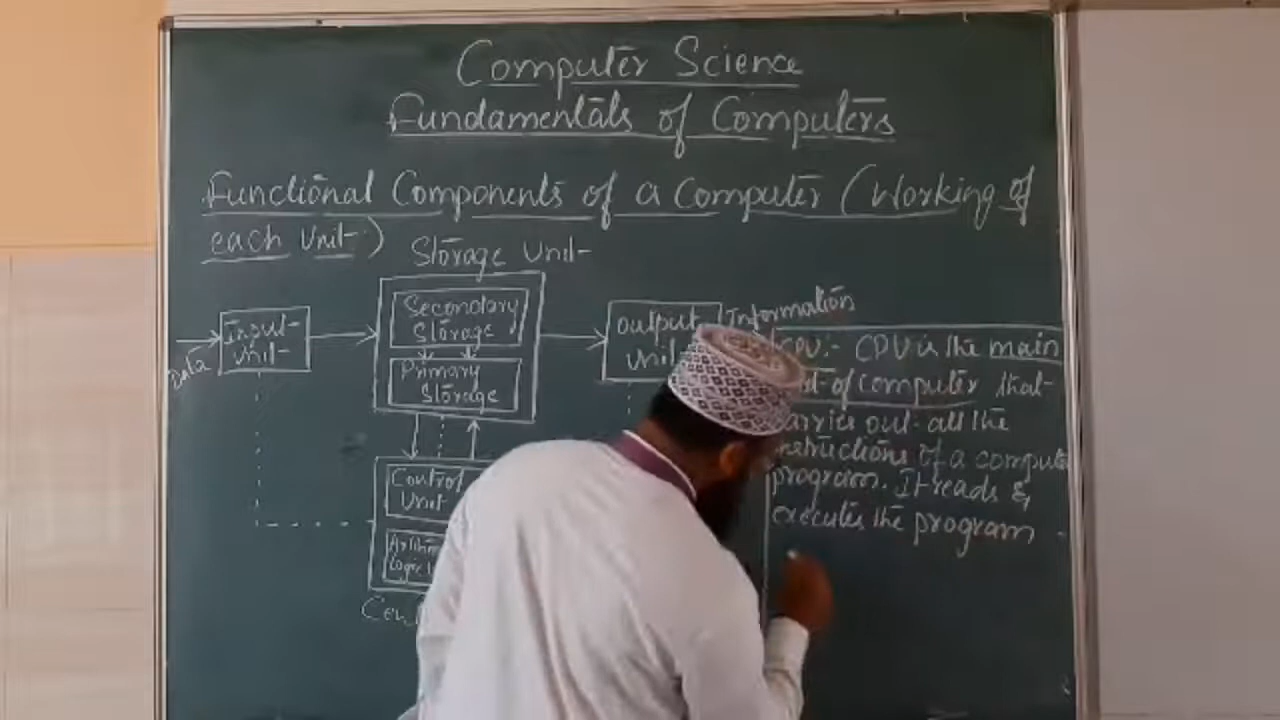 Computer Science
Fundamentals of Computers
Functional Components of a Computer (Working of
each Unit)
Storage Unit
Data
Input
Unit
Secondary
Storage
Primary
Storage
Output
Unit
Information
Control
Unit
CPU:- CPU is the main
of computer that
carries out all the
instructions of a computer
program. It reads &
executes the program